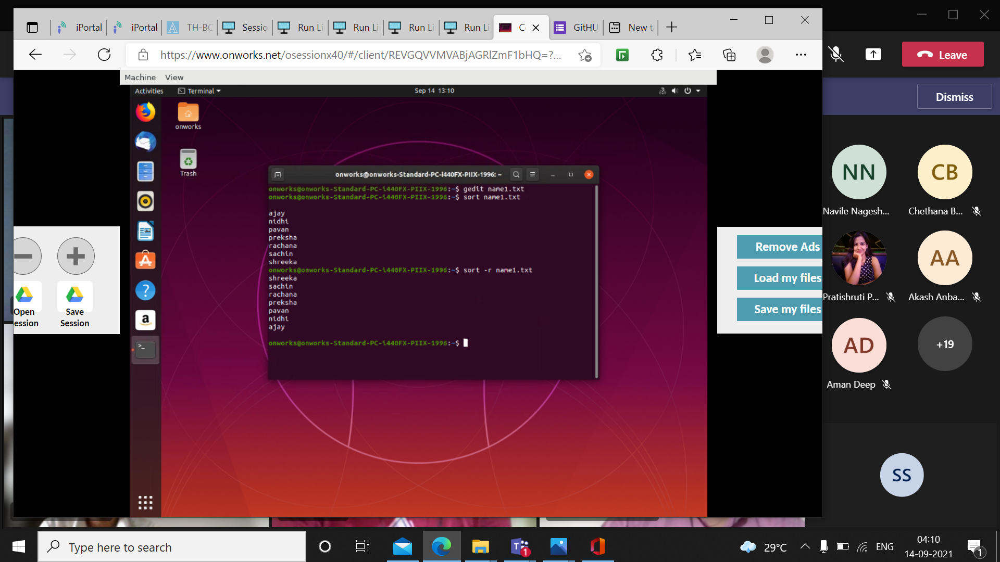 iPortal
iPortal
TH-BC
Sessio
Run Li
Run Li
Run Li
Run Li
C
GitHU
New t
https://www.onworks.net/osessionx40/#/client/REVGQVVMVABjAGRlZmF1bHQ=?...
Leave
Machine View
Activities
Terminal
Sep 14 13:10
Dismiss
onworks
Trash
onworks@onworks-Standard-PC-i440FX-PIIX-1996: ~
onworks@onworks-Standard-PC-i440FX-PIIX-1996:~$ gedit name1.txt
onworks@onworks-Standard-PC-i440FX-PIIX-1996:~$ sort name1.txt
ajay
nidhi
pavan
preksha
rachana
sachin
shreeka
onworks@onworks-Standard-PC-i440FX-PIIX-1996:~$ sort -r name1.txt
shreeka
sachin
rachana
preksha
pavan
nidhi
ajay
onworks@onworks-Standard-PC-i440FX-PIIX-1996:~$
Open
ession
Save
Session
Remove Ads
Load my files
Save my files
NN
Navile Nagesh...
CB
Chethana B...
Pratishruti P...
AA
Akash Anba...
AD
Aman Deep
+19
SS
Type here to search
29°C
ENG
04:10
14-09-2021
1
1